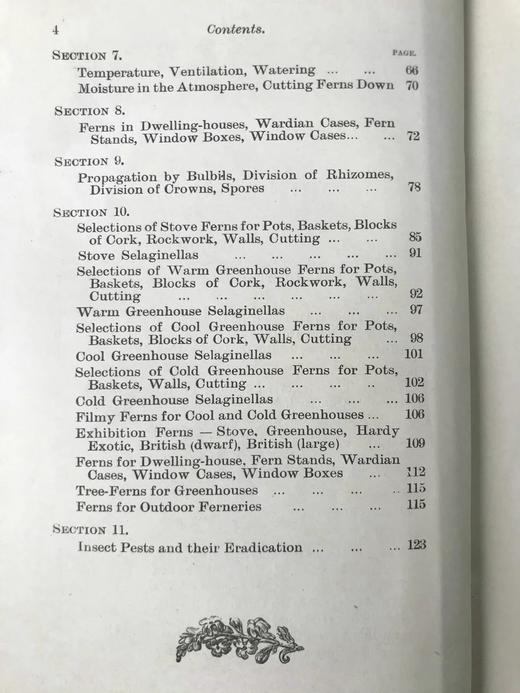 4 Contents.
SECTION 7. PAGE.
Temperature, Ventilation, Watering ... ... 66
Moisture in the Atmosphere, Cutting Ferns Down 70
SECTION 8.
Ferns in Dwelling-houses, Wardian Cases, Fern
Stands, Window Boxes, Window Cases... ... 72
SECTION 9.
Propagation by Bulbils, Division of Rhizomes,
Division of Crowns, Spores ... ... ... 78
SECTION 10.
Selections of Stove Ferns for Pots, Baskets, Blocks
of Cork, Rockwork, Walls, Cutting ... ... 85
Stove Selaginellas ... ... ... ... ... 91
Selections of Warm Greenhouse Ferns for Pots,
Baskets, Blocks of Cork, Rockwork, Walls,
Cutting ... ... ... ... ... ... 92
Warm Greenhouse Selaginellas ... ... ... 97
Selections of Cool Greenhouse Ferns for Pots,
Baskets, Blocks of Cork, Walls, Cutting ... 98
Cool Greenhouse Selaginellas ... ... ... 101
Selections of Cold Greenhouse Ferns for Pots,
Baskets, Walls, Cutting ... ... ... .. 102
Cold Greenhouse Selaginellas ... ... ... 106
Filmy Ferns for Cool and Cold Greenhouses ... 106
Exhibition Ferns — Stove, Greenhouse, Hardy
Exotic, British (dwarf), British (large) ... 109
Ferns for Dwelling-house, Fern Stands, Wardian
Cases, Window Cases, Window Boxes ... 112
Tree-Ferns for Greenhouses ... ... ... .. 115
Ferns for Outdoor Ferneries ... ... ... 115
SECTION 11.
Insect Pests and their Eradication ... ... ... 123